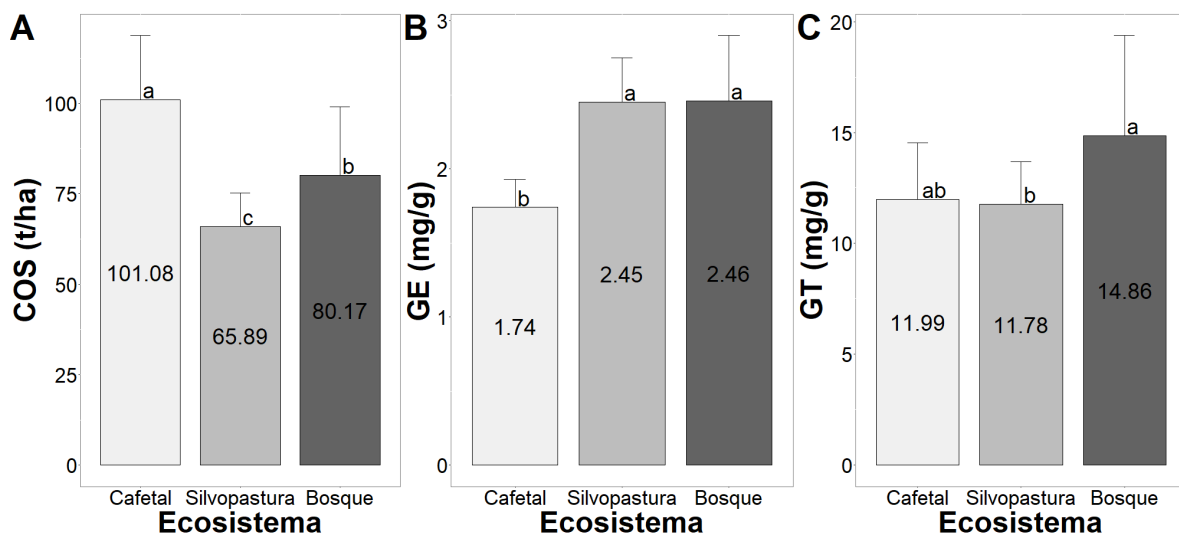 A
COS (t/ha)
100
75
50
25
0
a
c
b
101.08
65.89
80.17
Cafetal Silvopastura Bosque
Ecosistema
B
GE (mg/g)
3
2
1
0
b
a
a
1.74
2.45
2.46
Cafetal Silvopastura Bosque
Ecosistema
C
GT (mg/g)
20
15
10
5
0
ab
b
a
11.99
11.78
14.86
Cafetal Silvopastura Bosque
Ecosistema